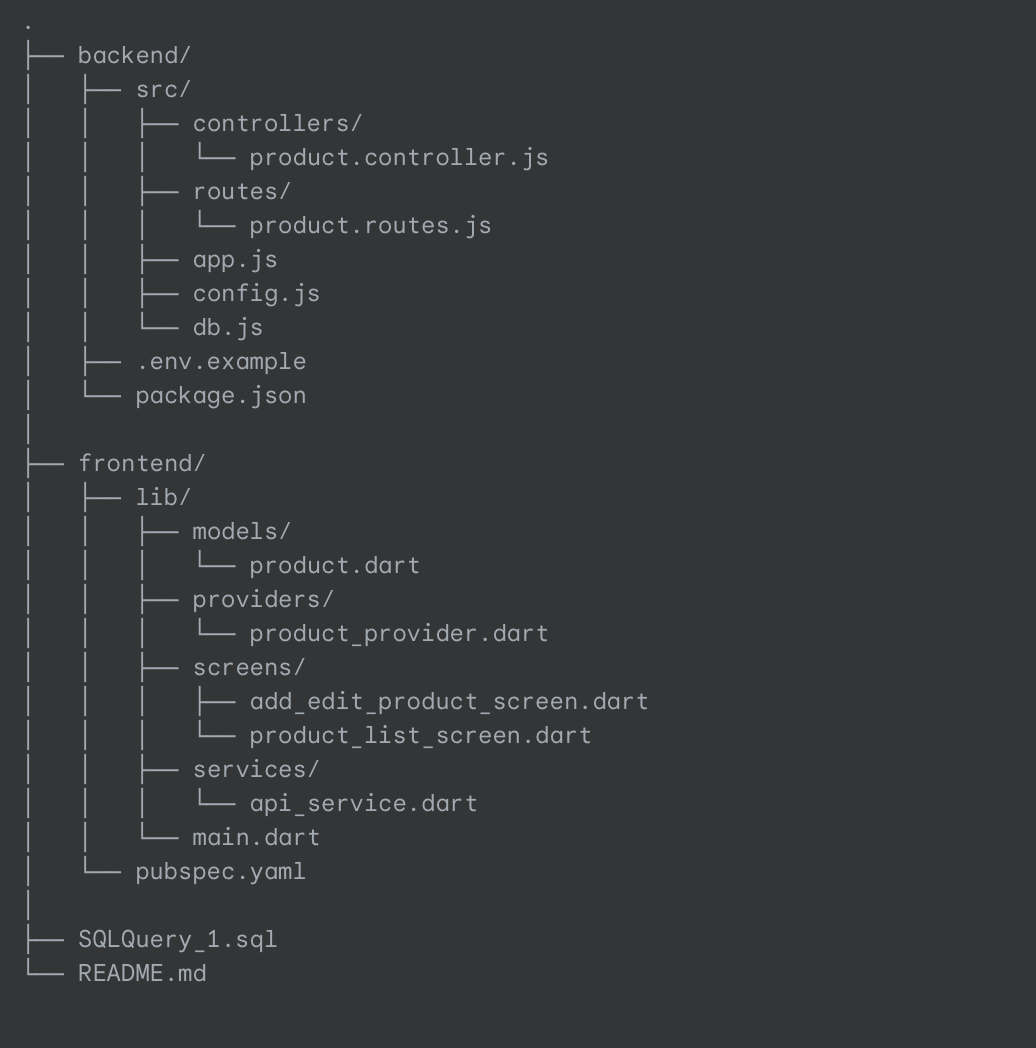 .
├── backend/
│   ├── src/
│   │   ├── controllers/
│   │   │   └── product.controller.js
│   │   ├── routes/
│   │   │   └── product.routes.js
│   │   ├── app.js
│   │   ├── config.js
│   │   └── db.js
│   ├── .env.example
│   └── package.json
│
├── frontend/
│   ├── lib/
│   │   ├── models/
│   │   │   └── product.dart
│   │   ├── providers/
│   │   │   └── product_provider.dart
│   │   ├── screens/
│   │   │   ├── add_edit_product_screen.dart
│   │   │   └── product_list_screen.dart
│   │   ├── services/
│   │   │   └── api_service.dart
│   │   └── main.dart
│   └── pubspec.yaml
│
├── SQLQuery_1.sql
└── README.md